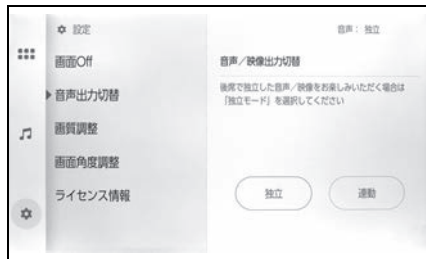 設定
音声： 独立
画面Off
音声出力切替
画質調整
画面角度調整
ライセンス情報
音声／映像出力切替
後席で独立した音声／映像をお楽しみいただく場合は
「独立モード」を選択してください
独立
連動